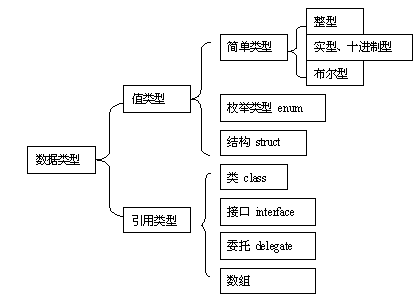 整型
简单类型
实型、十进制型
布尔型
值类型
枚举类型 enum
结构 struct
数据类型
类 class
引用类型
接口 interface
委托 delegate
数组